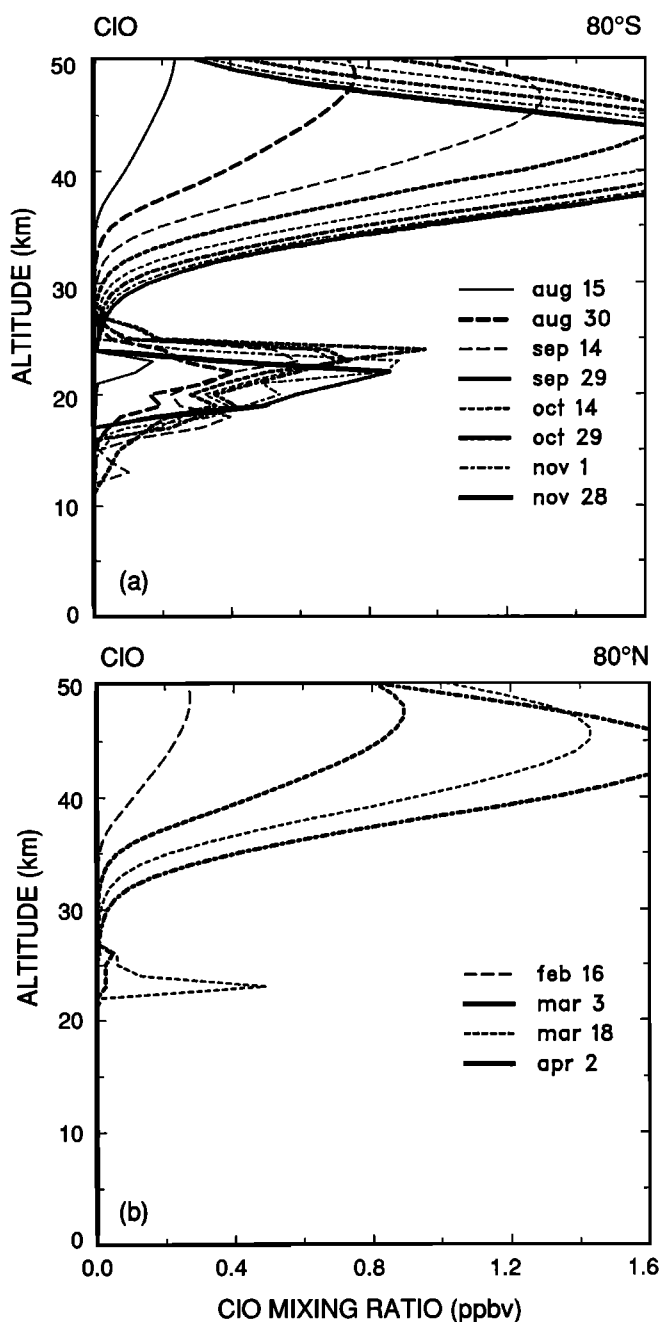 ClO 80°S
50
40
30
20
10
0
ALTITUDE (km)
aug 15
aug 30
sep 14
sep 29
oct 14
oct 29
nov 1
nov 28
(a)
ClO 80°N
50
40
30
20
10
0
ALTITUDE (km)
feb 16
mar 3
mar 18
apr 2
(b)
0.0 0.4 0.8 1.2 1.6
ClO MIXING RATIO (ppbv)